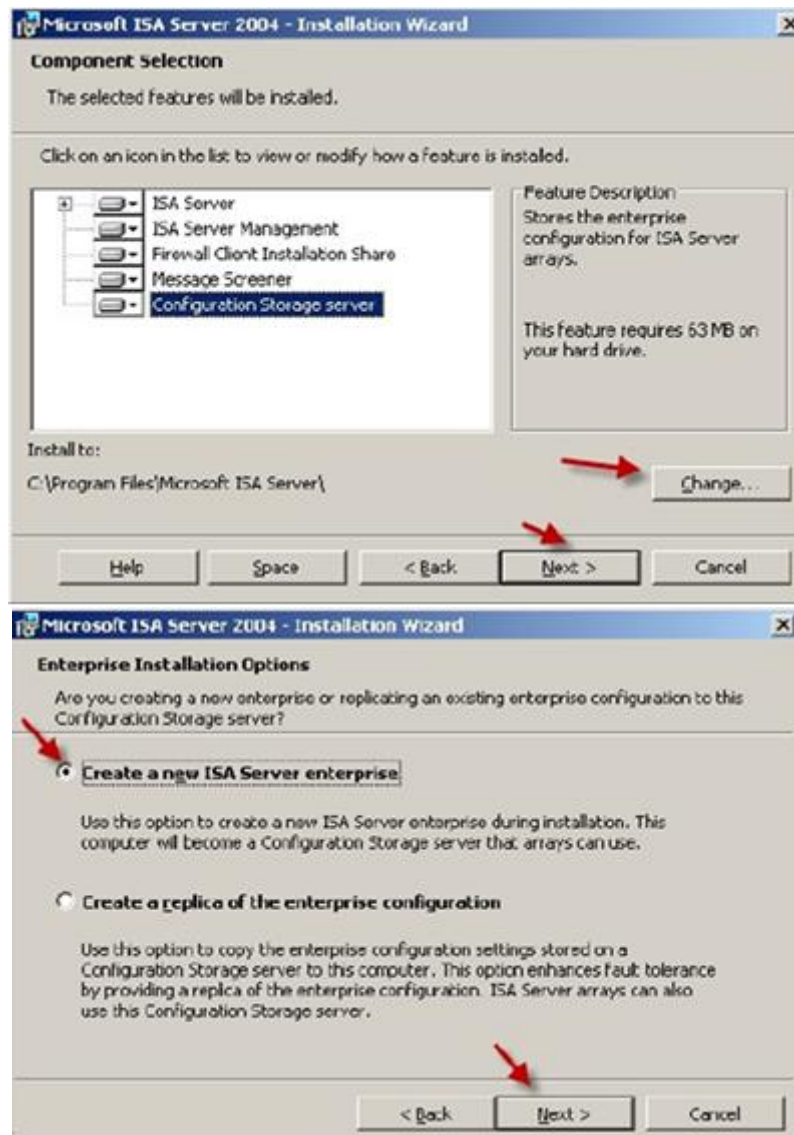 Microsoft ISA Server 2004 - Installation Wizard
Component Selection
The selected features will be installed.
Click on an icon in the list to view or modify how a feature is installed.
ISA Server
ISA Server Management
Firewall Client Installation Share
Message Screener
Configuration Storage server
Feature Description
Stores the enterprise
configuration for ISA Server
arrays.
This feature requires 63 MB on
your hard drive.
Install to:
C:\Program Files\Microsoft ISA Server\
Change...
Help
Space
< Back
Next >
Cancel
Microsoft ISA Server 2004 - Installation Wizard
Enterprise Installation Options
Are you creating a new enterprise or replicating an existing enterprise configuration to this
Configuration Storage server?
Create a new ISA Server enterprise
Use this option to create a new ISA Server enterprise during installation. This
computer will become a Configuration Storage server that arrays can use.
Create a replica of the enterprise configuration
Use this option to copy the enterprise configuration settings stored on a
Configuration Storage server to this computer. This option enhances fault tolerance
by providing a replica of the enterprise configuration. ISA Server arrays can also
use this Configuration Storage server.
< Back
Next >
Cancel